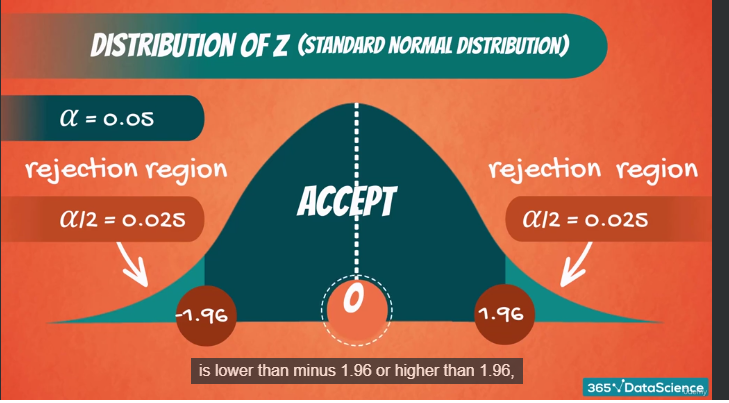 DISTRIBUTION OF Z (STANDARD NORMAL DISTRIBUTION)
α = 0.05
rejection region
rejection region
α/2 = 0.025
ACCEPT
α/2 = 0.025
-1.96
0
1.96
is lower than minus 1.96 or higher than 1.96,
365√DataScience
Udemy